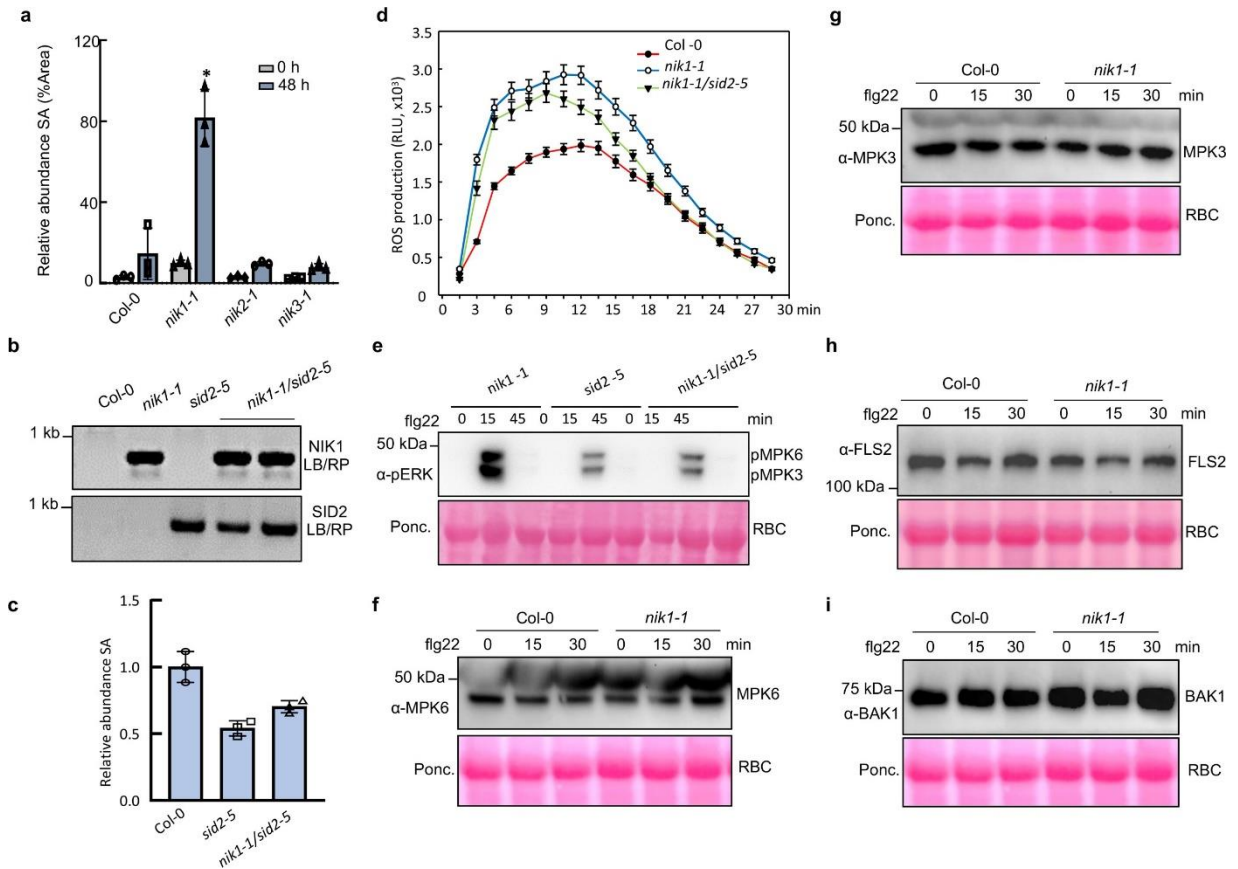 a
Relative abundance SA (%Area)
120
80
40
0
0 h
48 h
*
Col-0
nik1-1
nik2-1
nik3-1
b
Col-0
nik1-1
sid2-5
nik1-1/sid2-5
1 kb
NIK1
LB/RP
1 kb
SID2
LB/RP
c
Relative abundance SA
1.5
1.0
0.5
0.0
Col-0
sid2-5
nik1-1/sid2-5
d
ROS production (RLU, x10³)
3.5
3.0
2.5
2.0
1.5
1.0
0.5
0
Col -0
nik1-1
nik1-1/sid2-5
0 3 6 9 12 15 18 21 24 27 30 min
e
nik1 -1
sid2 -5
nik1-1/sid2-5
flg22 0 15 45 0 15 45 0 15 45 min
50 kDa
α-pERK
pMPK6
pMPK3
Ponc.
RBC
f
Col-0
nik1-1
flg22 0 15 30 0 15 30 min
50 kDa
α-MPK6
MPK6
Ponc.
RBC
g
Col-0
nik1-1
flg22 0 15 30 0 15 30 min
50 kDa
α-MPK3
MPK3
Ponc.
RBC
h
Col-0
nik1-1
flg22 0 15 30 0 15 30 min
α-FLS2
FLS2
100 kDa
Ponc.
RBC
i
Col-0
nik1-1
flg22 0 15 30 0 15 30 min
75 kDa
α-BAK1
BAK1
Ponc.
RBC